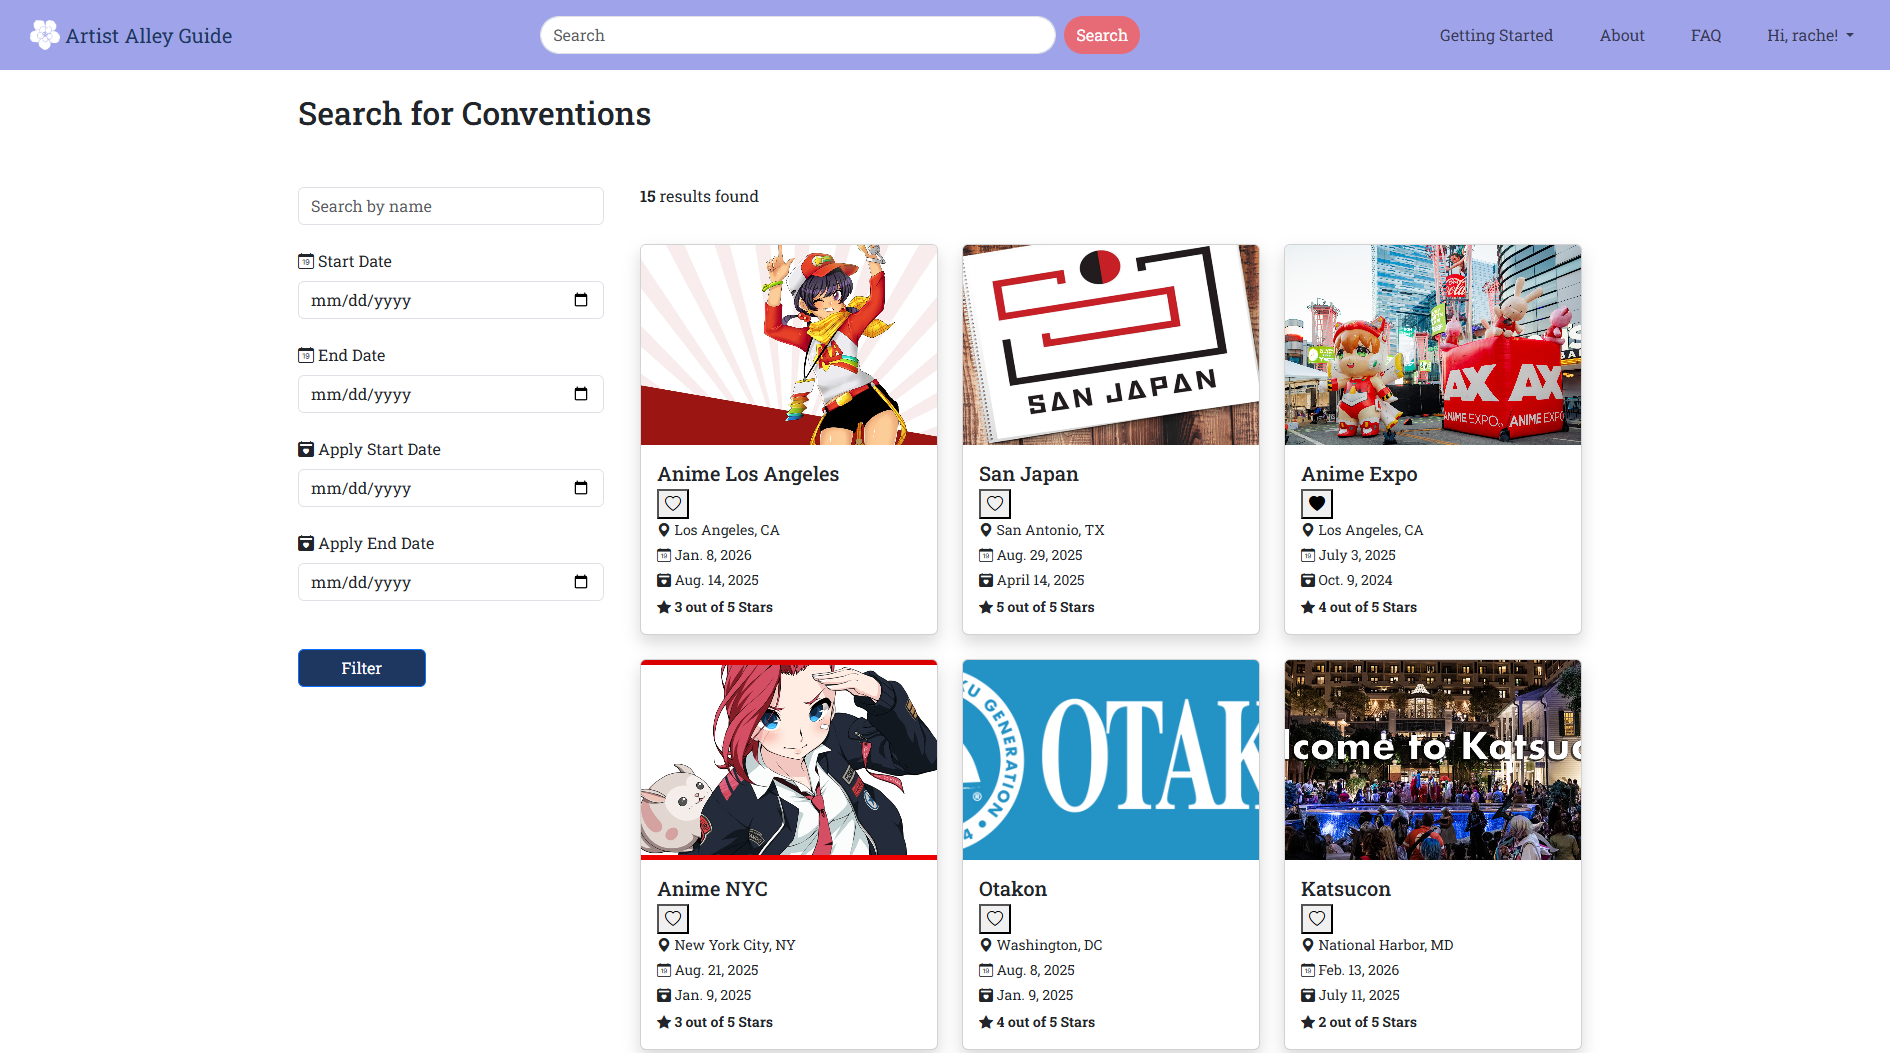 Artist Alley Guide
Search
Search
Getting Started
About
FAQ
Hi, rache!
Search for Conventions
Search by name
Start Date
mm/dd/yyyy
End Date
mm/dd/yyyy
Apply Start Date
mm/dd/yyyy
Apply End Date
mm/dd/yyyy
Filter
15 results found
Anime Los Angeles
Los Angeles, CA
Jan. 8, 2026
Aug. 14, 2025
3 out of 5 Stars
SAN JAPAN
San Japan
San Antonio, TX
Aug. 29, 2025
April 14, 2025
5 out of 5 Stars
AX AX
ANIME EXPO ANIME EXPO
Anime Expo
Los Angeles, CA
July 3, 2025
Oct. 9, 2024
4 out of 5 Stars
Anime NYC
New York City, NY
Aug. 21, 2025
Jan. 9, 2025
3 out of 5 Stars
KU GENERATION
OTAK
Otakon
Washington, DC
Aug. 8, 2025
Jan. 9, 2025
4 out of 5 Stars
lcome to Katsuc
Katsucon
National Harbor, MD
Feb. 13, 2026
July 11, 2025
2 out of 5 Stars